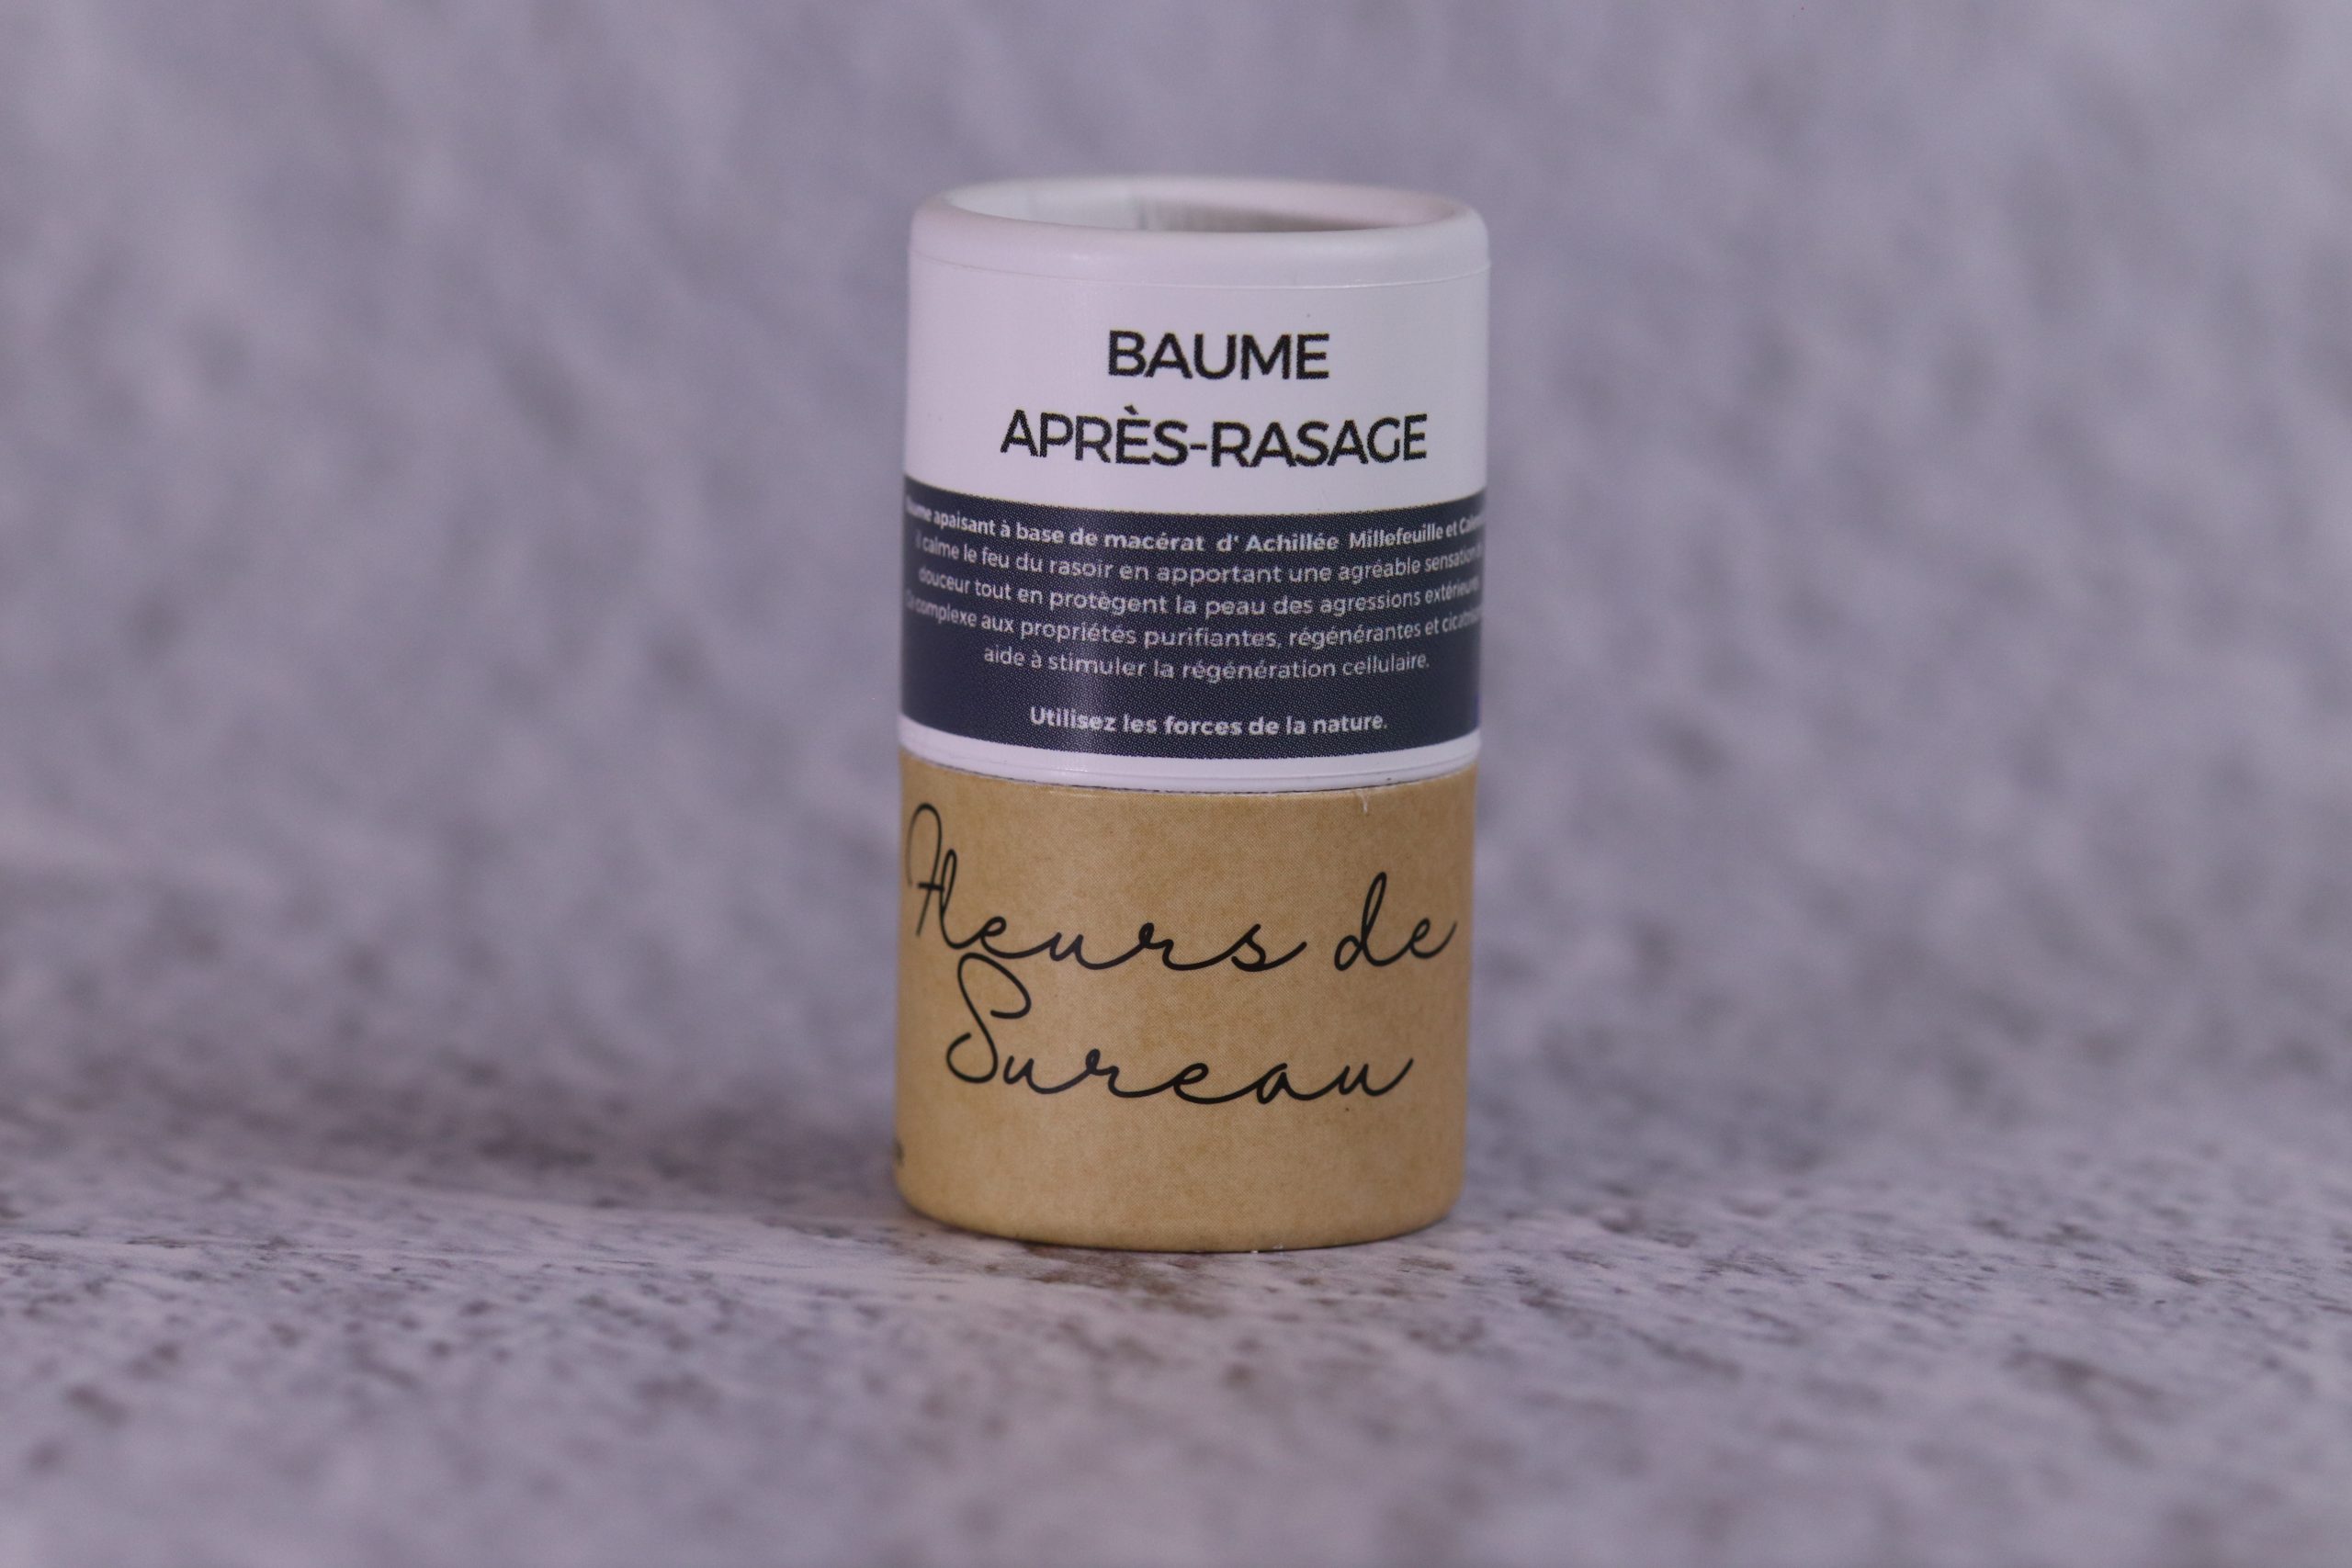 BAUME
APRÈS-RASAGE
apaisant à base de macérat d' Achillée Millefeuille et
calme le feu du rasoir en apportant une agréable sensation
douceur tout en protègent la peau des agressions extérieures
complexe aux propriétés purifiantes, régénérantes et
aide à stimuler la régénération cellulaire.
Utilisez les forces de la nature.
Fleurs de
Sureau